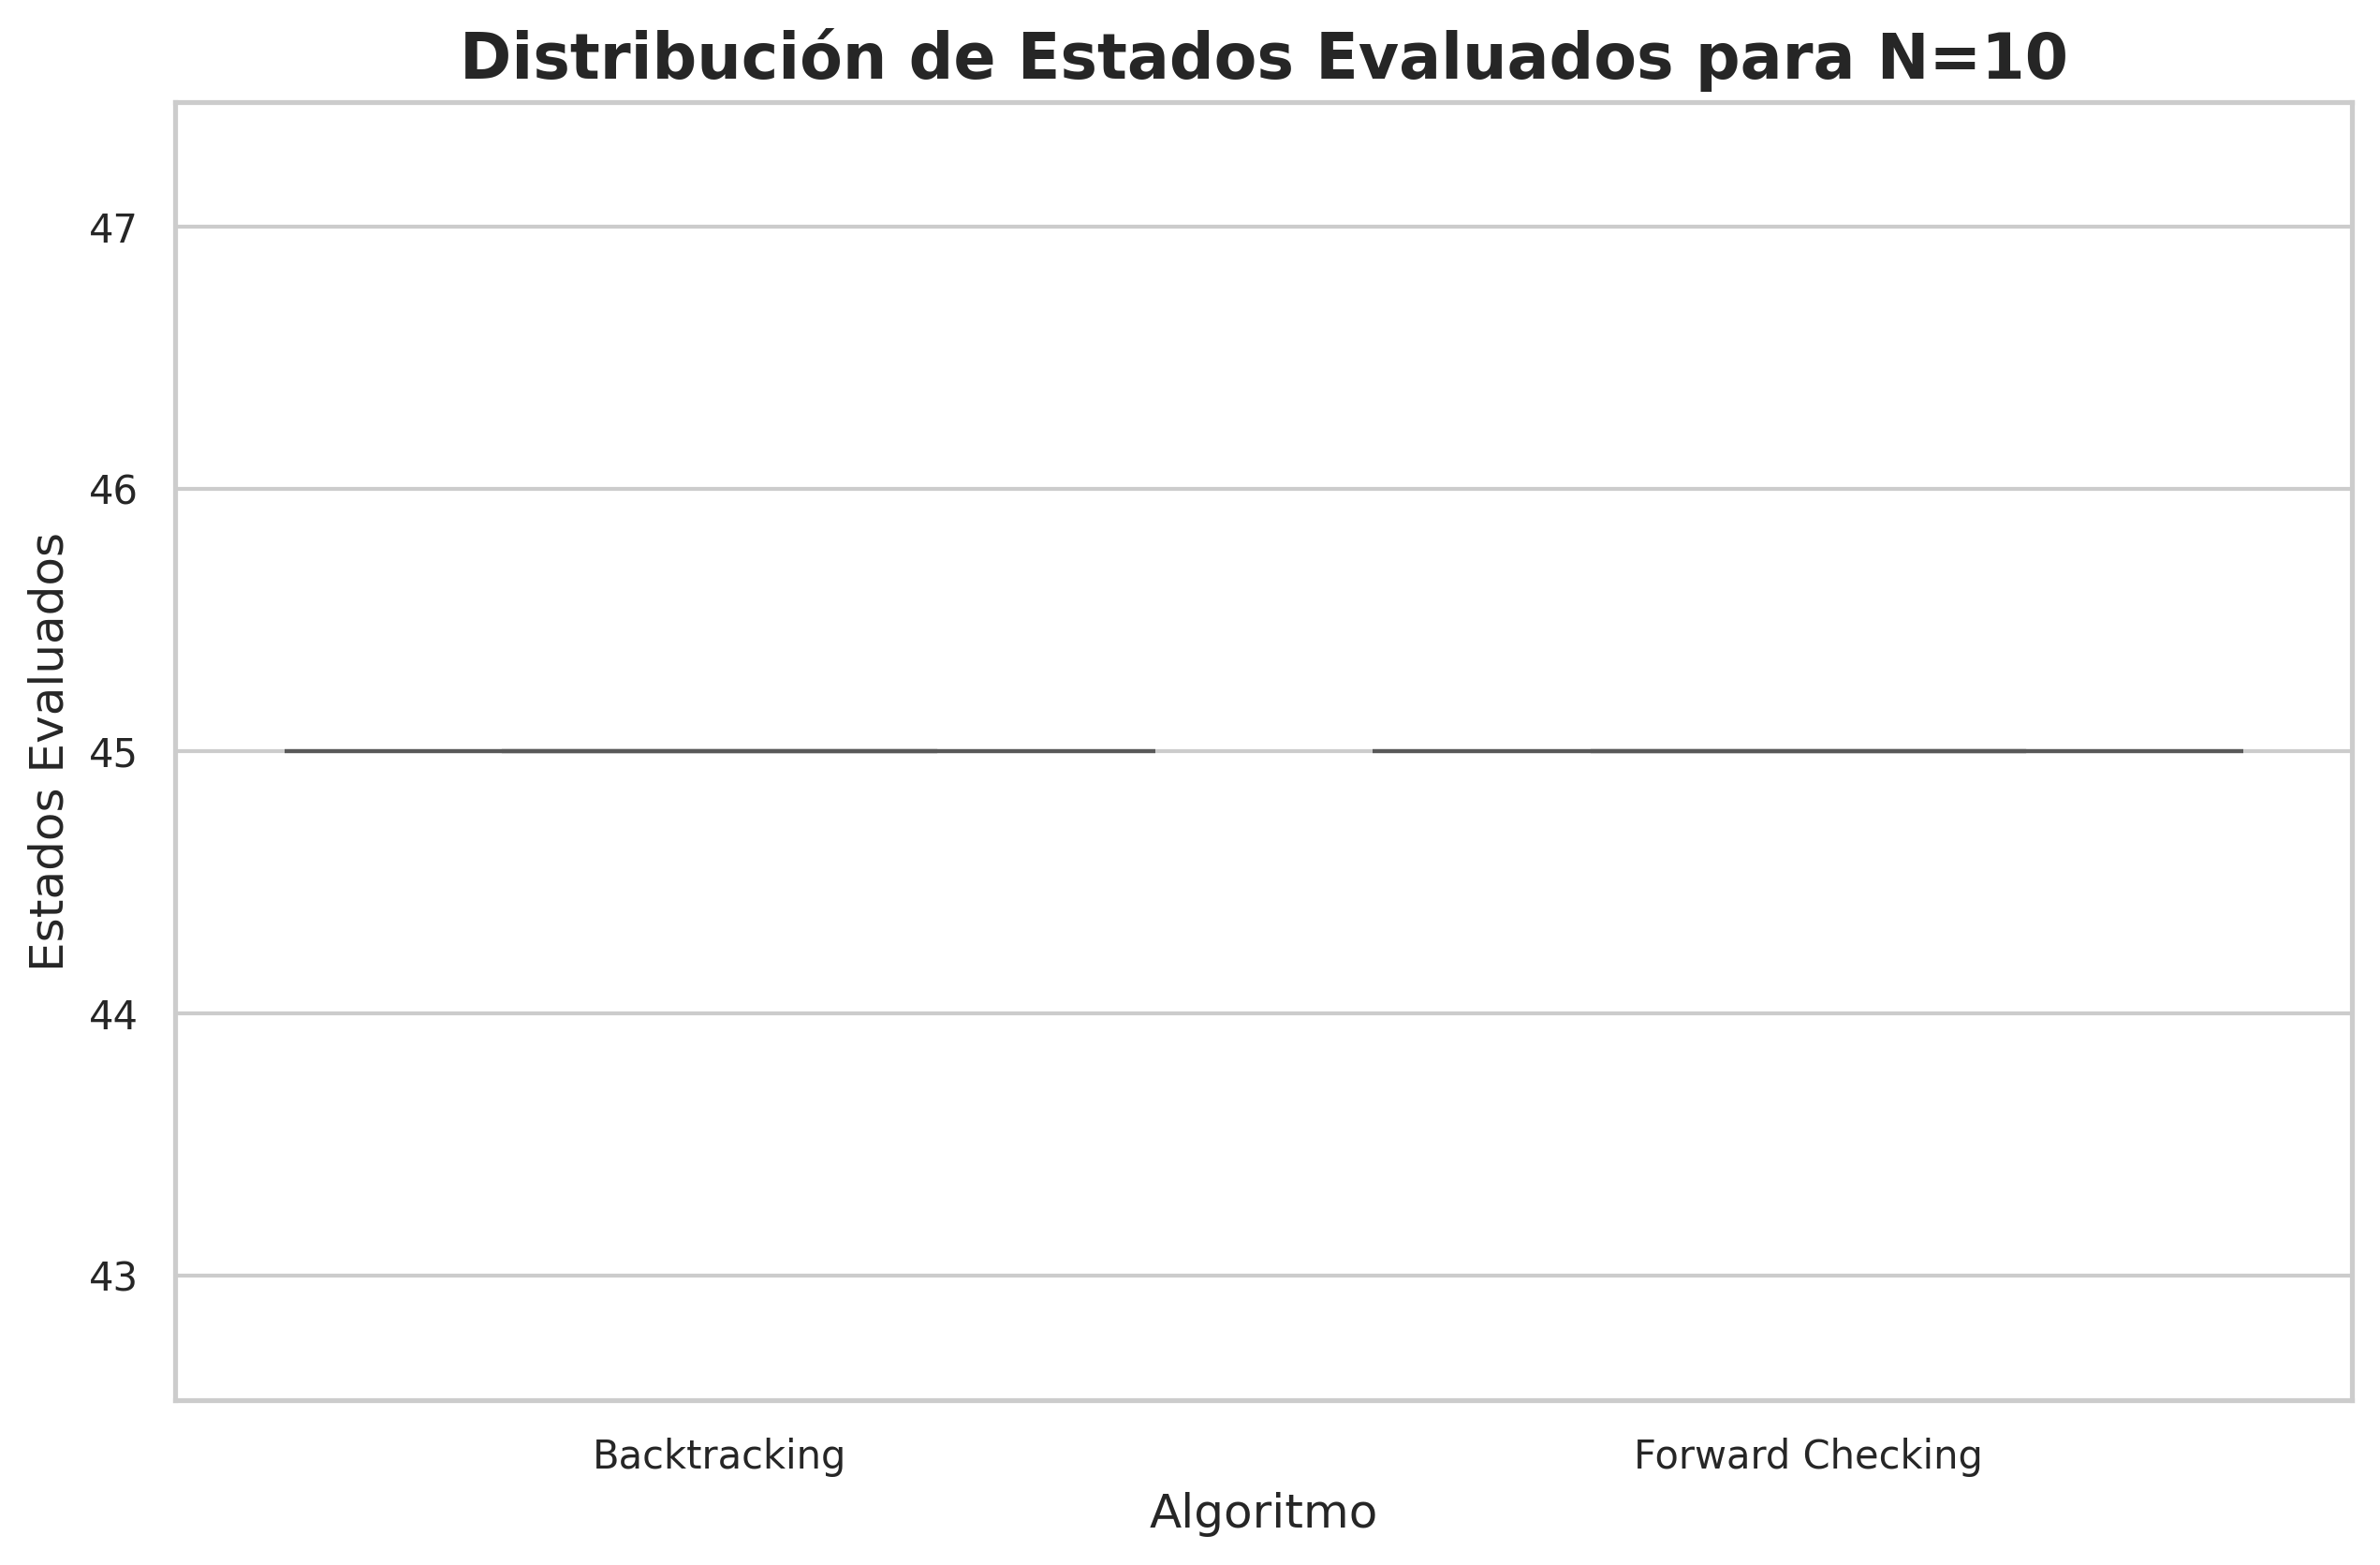 Distribución de Estados Evaluados para N=10
47
46
45
44
43
Estados Evaluados
Backtracking
Forward Checking
Algoritmo